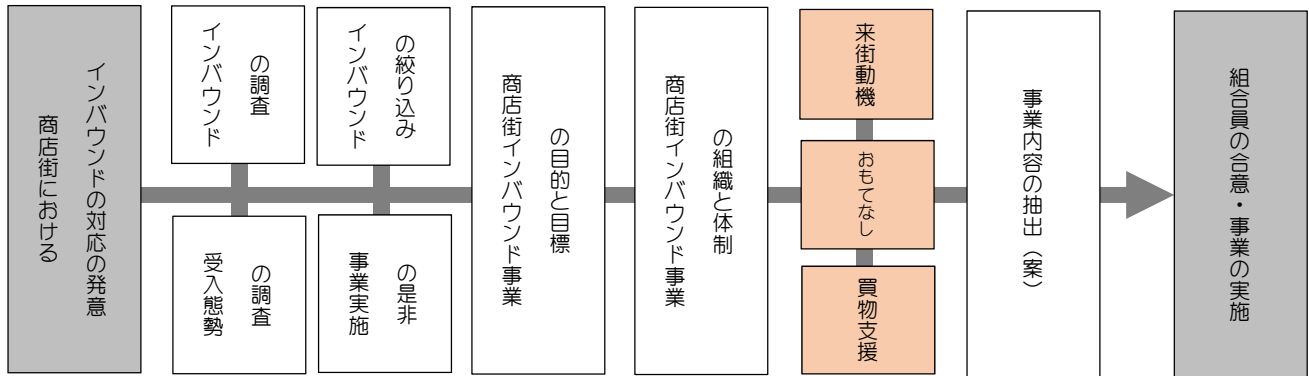 商店街における
インバウンドの対応の発意
インバウンド
の調査
受入態勢
の調査
インバウンド
の絞り込み
事業実施
の是非
商店街インバウンド事業
の目的と目標
商店街インバウンド事業
の組織と体制
来街動機
おもてなし
買物支援
事業内容の抽出（案）
組合員の合意・事業の実施